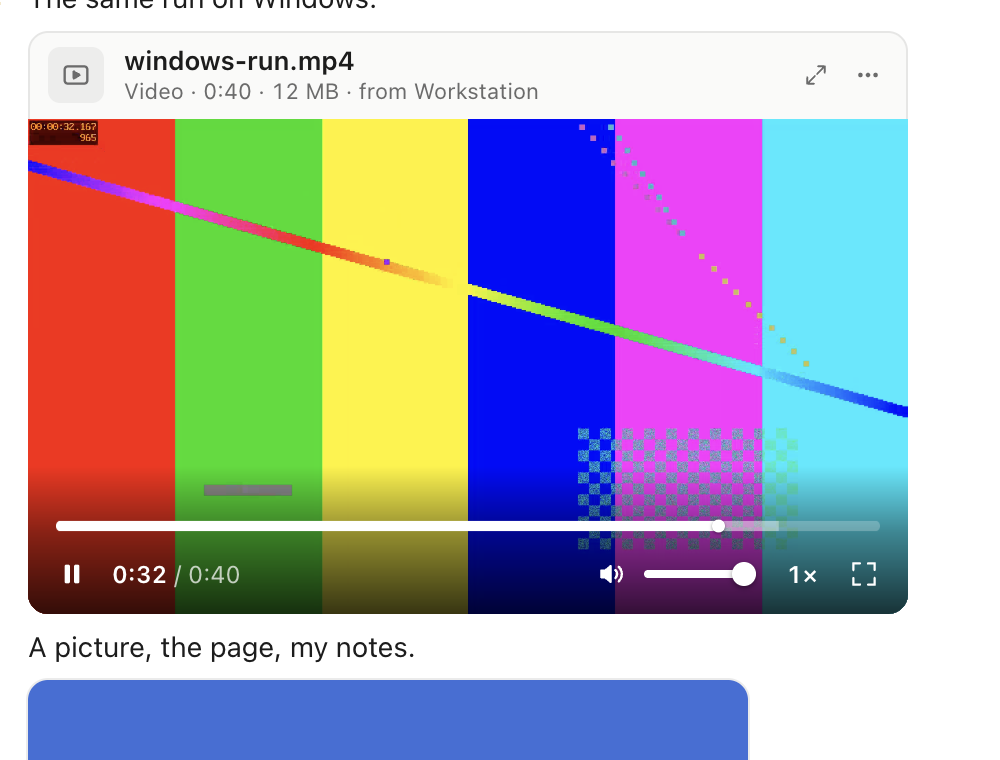 The same run on Windows.
windows-run.mp4
Video · 0:40 · 12 MB · from Workstation
00:00:32.167
965
0:32 / 0:40
1×
A picture, the page, my notes.